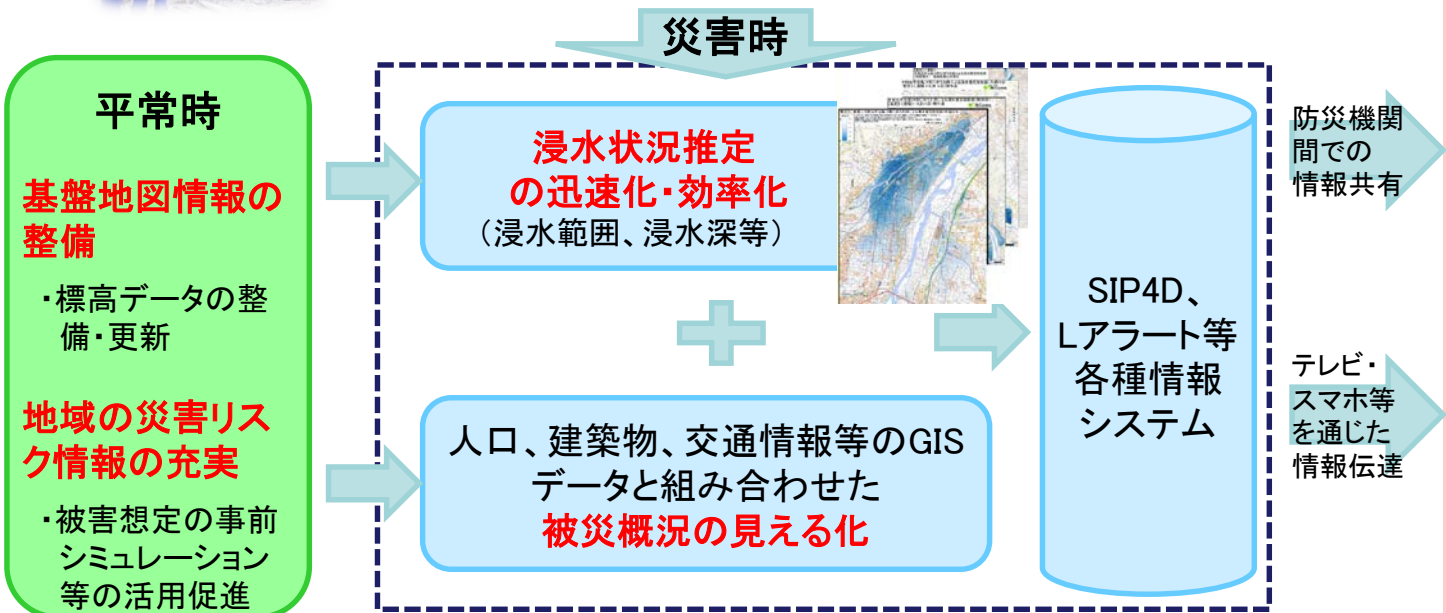 災害時
平常時
基盤地図情報の
整備
・標高データの整
備・更新
地域の災害リス
ク情報の充実
・被害想定の事前
シミュレーション
等の活用促進
浸水状況推定
の迅速化・効率化
（浸水範囲、浸水深等）
人口、建築物、交通情報等のGIS
データと組み合わせた
被災概況の見える化
SIP4D、
Lアラート等
各種情報
システム
防災機関
間での
情報共有
テレビ・
スマホ等
を通じた
情報伝達